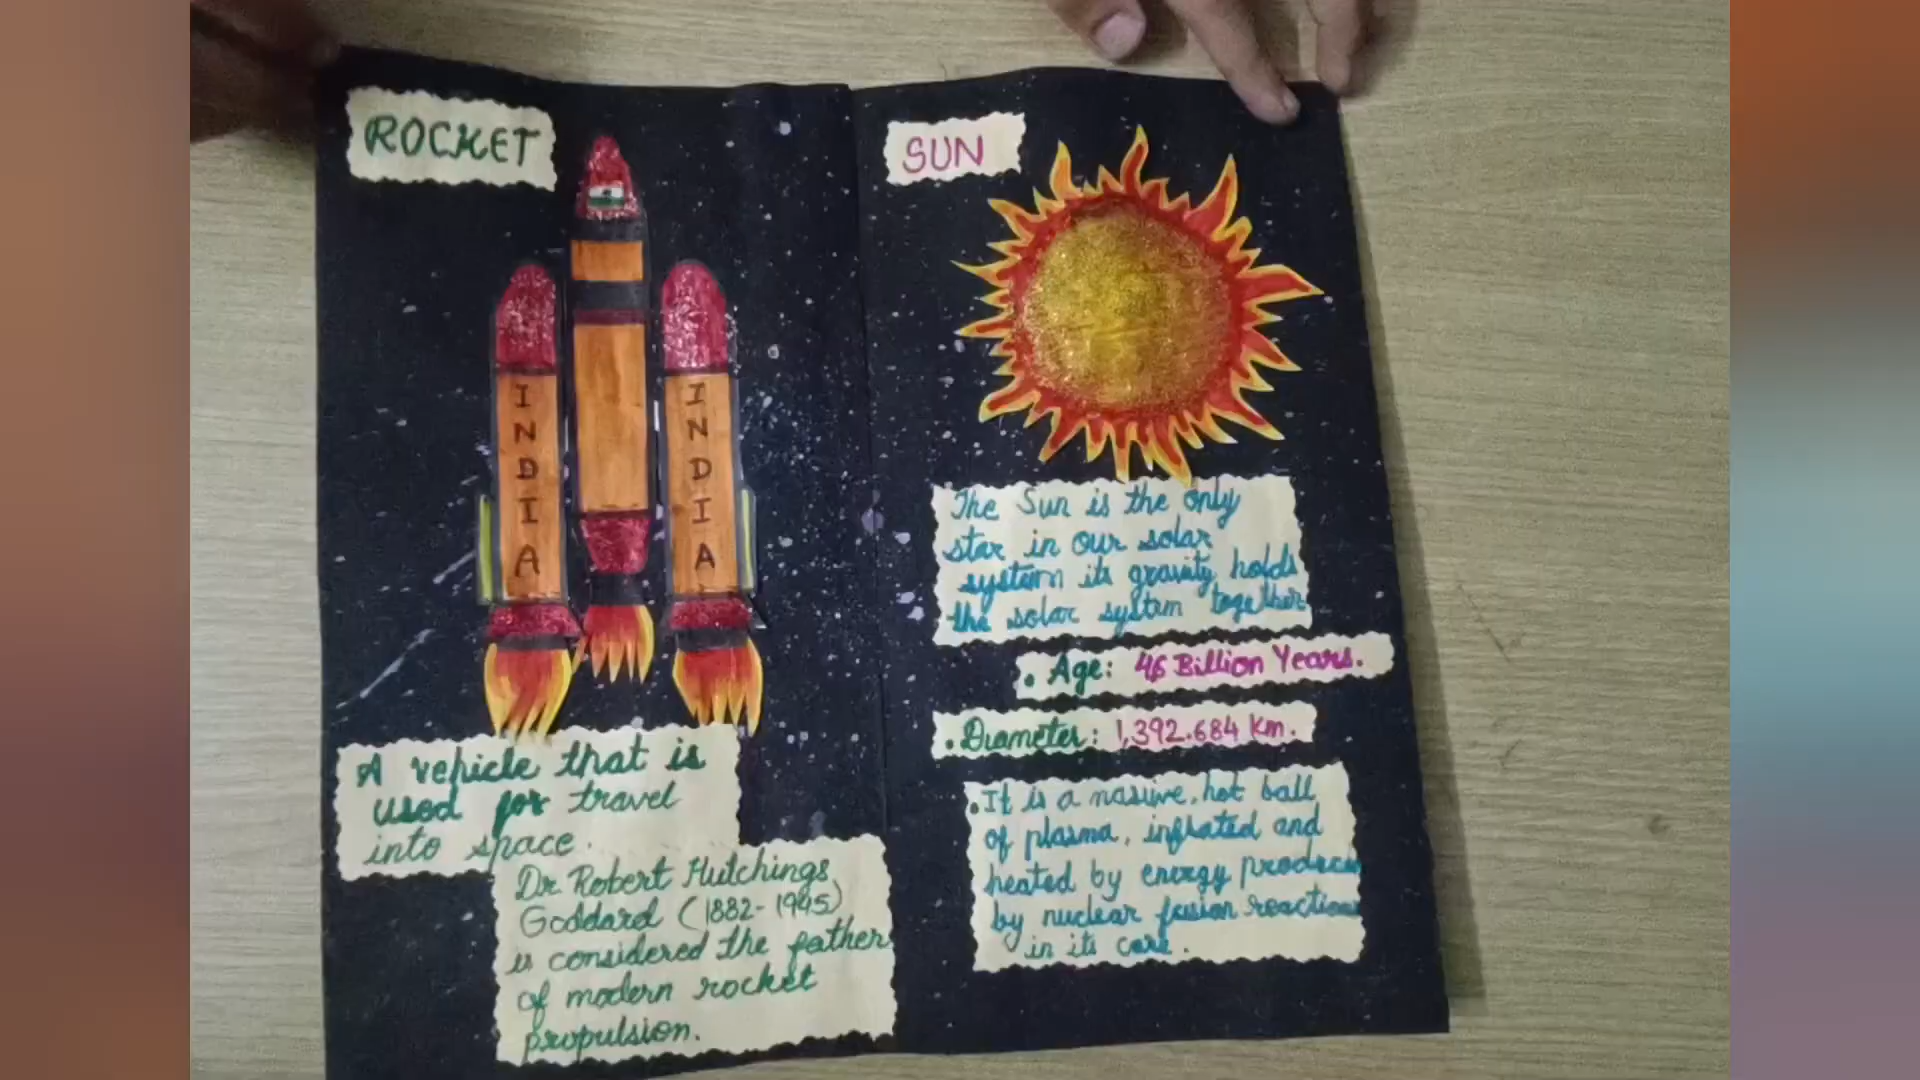 ROCKET
INDIA
INDIA
A vehicle that is
used for travel
into space.
Dr Robert Hutchings
Goddard (1882-1945)
is considered the father
of modern rocket
propulsion.
SUN
The Sun is the only
star in our solar
system its gravity holds
the solar system together
• Age: 46 Billion Years.
• Diameter: 1,392.684 km.
• It is a massive, hot ball
of plasma, inflated and
heated by energy produced
by nuclear fusion reactions
in its core.